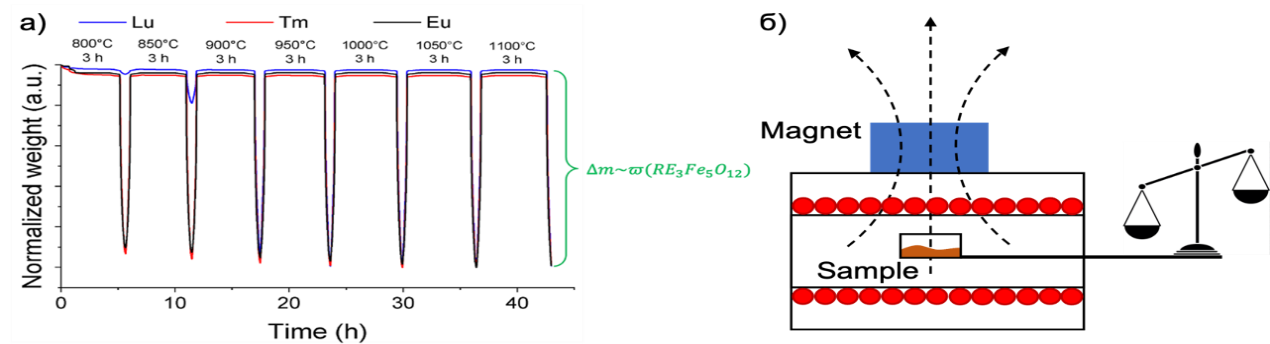 а)
Lu Tm Eu
800°C 850°C 900°C 950°C 1000°C 1050°C 1100°C
3 h 3 h 3 h 3 h 3 h 3 h 3 h
Normalized weight (a.u.)
Δm~ϖ(RE₃Fe₅O₁₂)
0 10 20 30 40
Time (h)
б)
Magnet
Sample